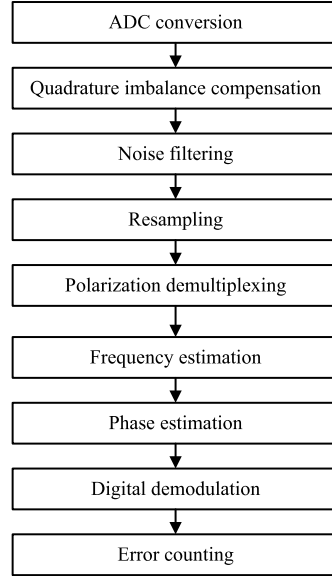 ADC conversion
Quadrature imbalance compensation
Noise filtering
Resampling
Polarization demultiplexing
Frequency estimation
Phase estimation
Digital demodulation
Error counting